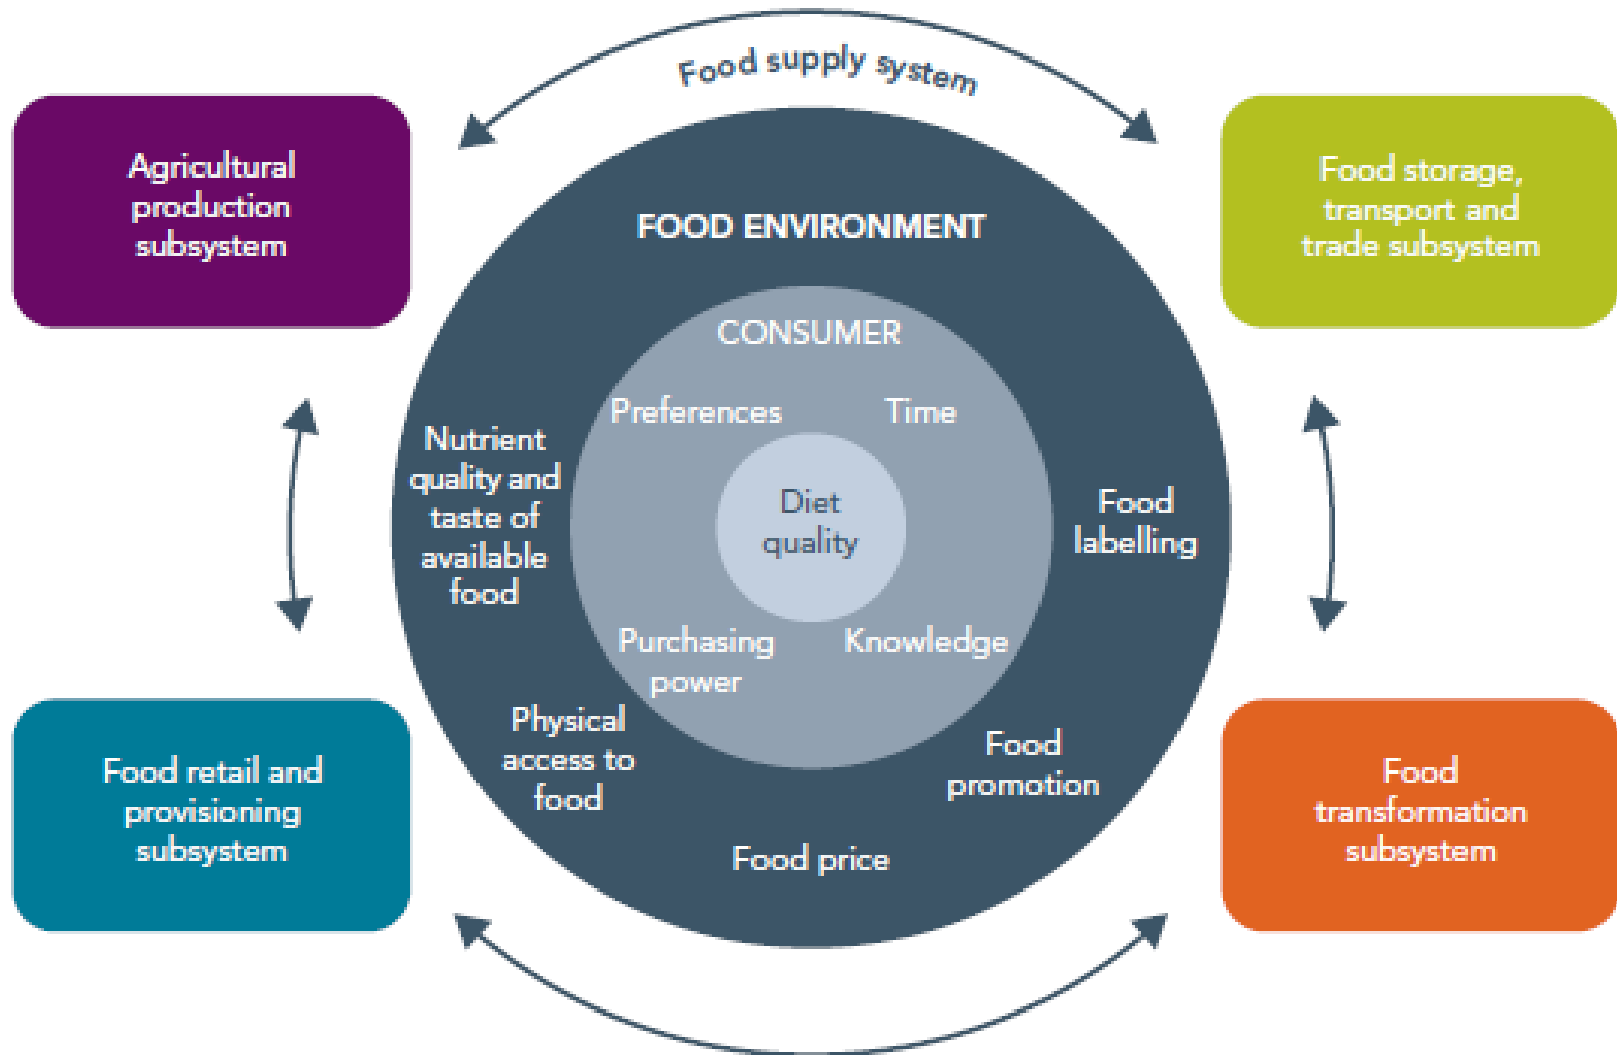 Food supply system
Agricultural
production
subsystem
Food storage,
transport and
trade subsystem
FOOD ENVIRONMENT
CONSUMER
Preferences
Time
Nutrient
quality and
taste of
available
food
Diet
quality
Food
labelling
Purchasing
power
Knowledge
Physical
access to
food
Food
promotion
Food price
Food retail and
provisioning
subsystem
Food
transformation
subsystem